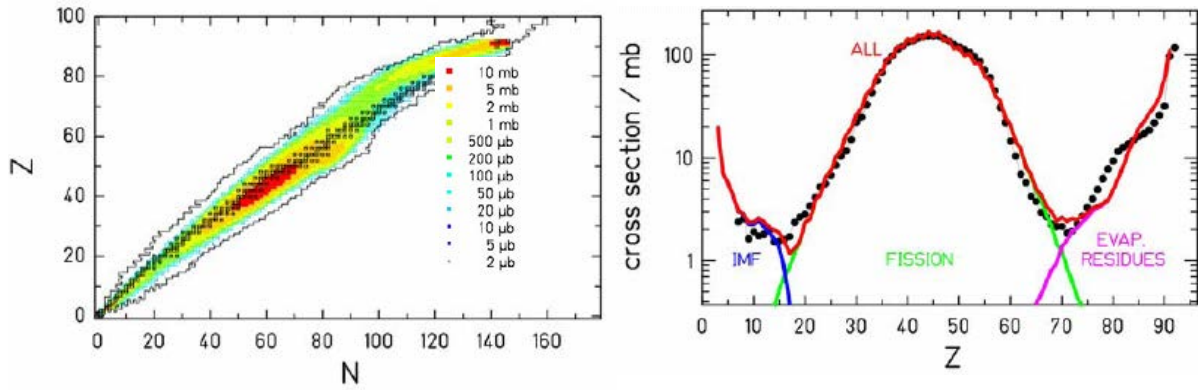 100
80
60
40
20
0
Z
0 20 40 60 80 100 120 140 160
N
10 mb
5 mb
2 mb
1 mb
500 μb
200 μb
100 μb
50 μb
20 μb
10 μb
5 μb
2 μb
cross section / mb
100
10
1
ALL
IMF
FISSION
EVAP.
RESIDUES
0 10 20 30 40 50 60 70 80 90
Z